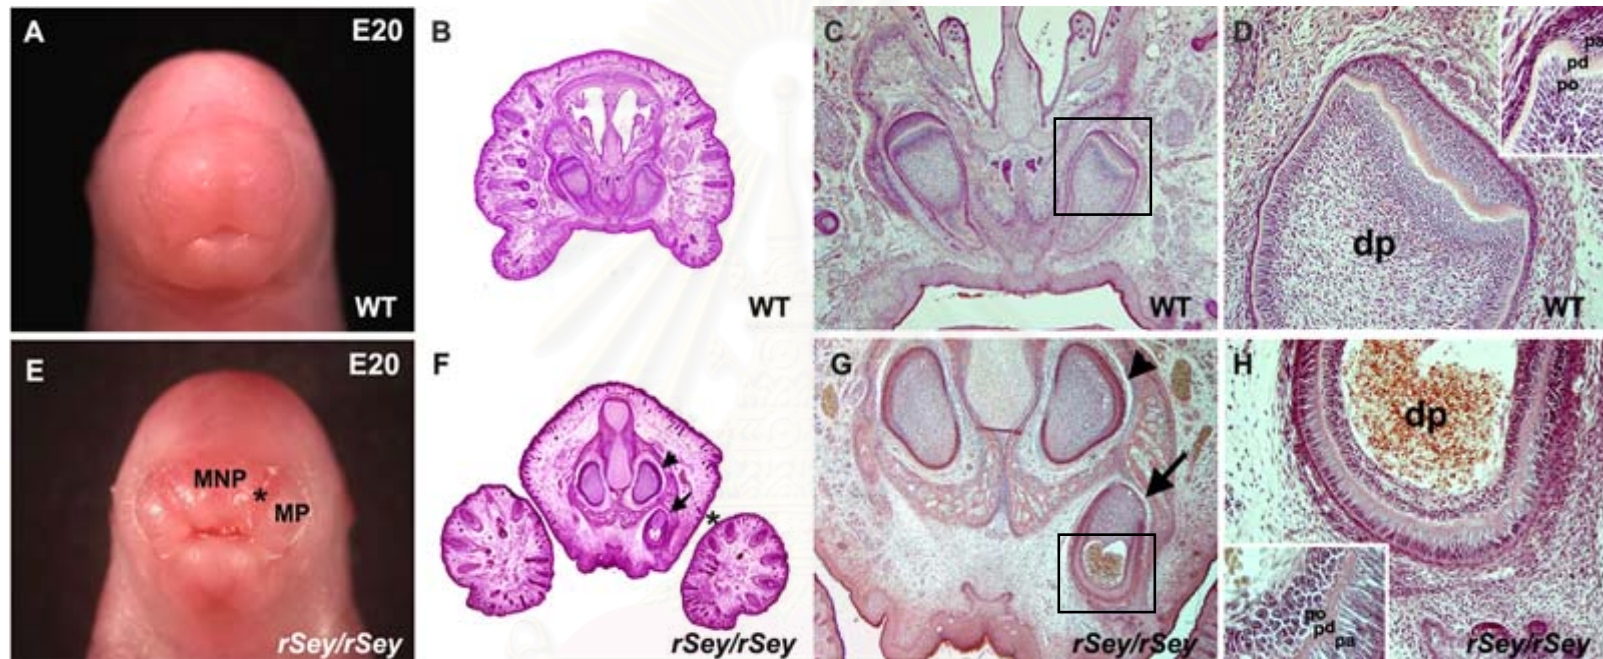 A E20
WT
B
WT
C
WT
D
pa
pd
po
dp
WT
E E20
MNP
*
MP
rSey/rSey
F
*
rSey/rSey
G
rSey/rSey
H
dp
po
pd
pa
rSey/rSey